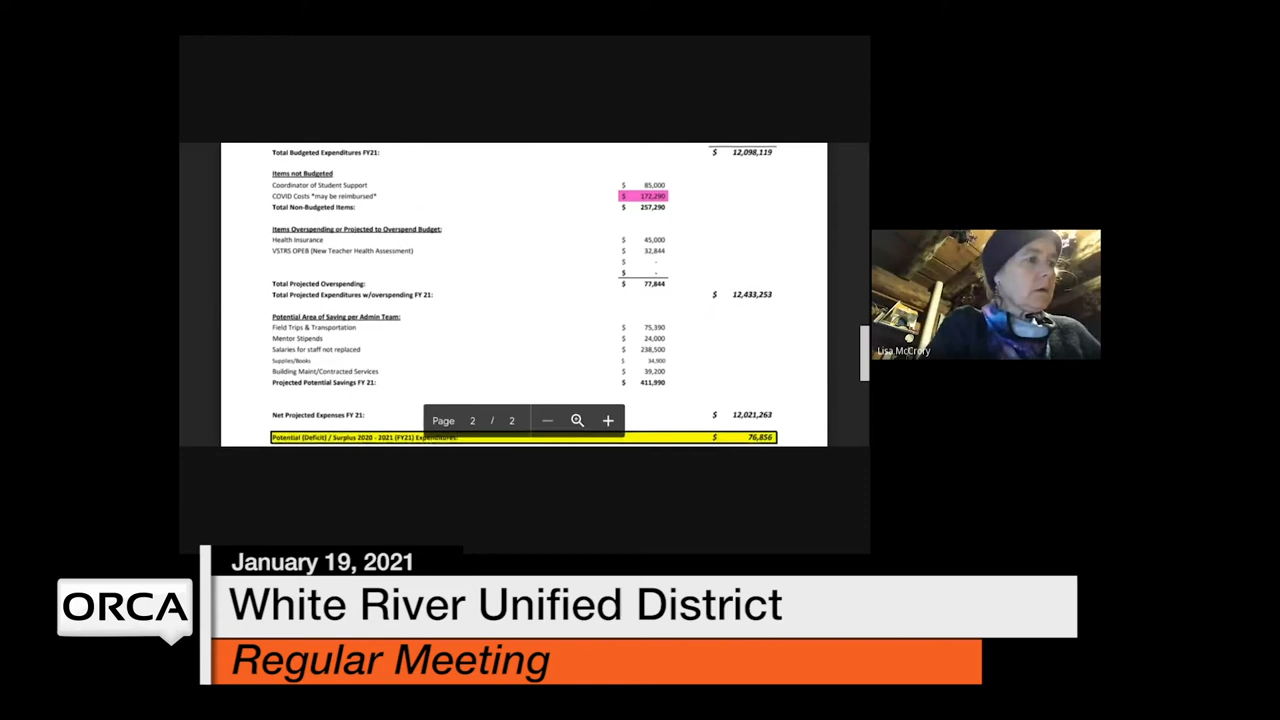 Total Budgeted Expenditures FY21: $ 12,098,119
Items not Budgeted
Coordinator of Student Support $ 85,000
COVID Costs *may be reimbursed* $ 172,290
Total Non-Budgeted Items: $ 257,290
Items Overspending or Projected to Overspend Budget:
Health Insurance $ 45,000
VSTRS OPEB (New Teacher Health Assessment) $ 32,844
$ -
$ -
Total Projected Overspending: $ 77,844
Total Projected Expenditures w/overspending FY 21: $ 12,433,253
Potential Area of Saving per Admin Team:
Field Trips & Transportation $ 75,390
Mentor Stipends $ 24,000
Salaries for staff not replaced $ 238,500
Supplies/Books $ 34,900
Building Maint/Contracted Services $ 39,200
Projected Potential Savings FY 21: $ 411,990
Net Projected Expenses FY 21: $ 12,021,263
Page 2 / 2
Potential (Deficit) / Surplus 2020 - 2021 (FY21) Expenditures: $ 76,856
Lisa McCrory
January 19, 2021
ORCA
White River Unified District
Regular Meeting